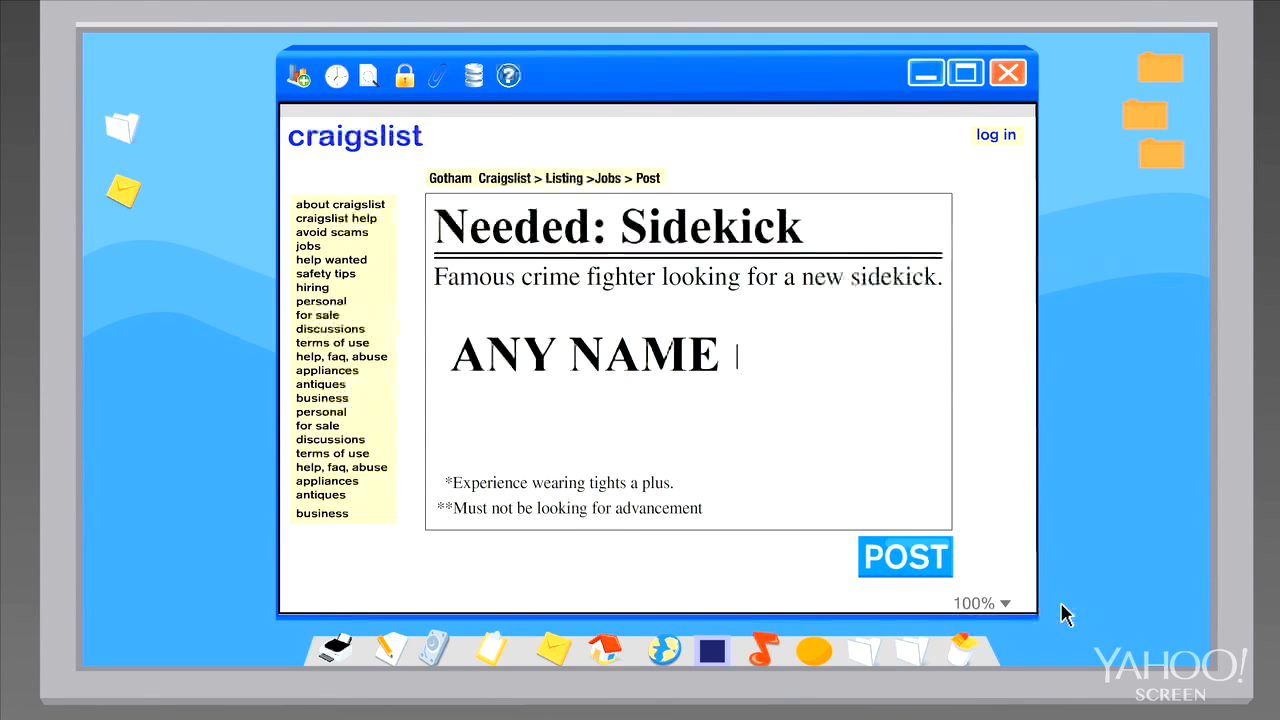 craigslist
log in
Gotham Craigslist > Listing >Jobs > Post
about craigslist
craigslist help
avoid scams
jobs
help wanted
safety tips
hiring
personal
for sale
discussions
terms of use
help, faq, abuse
appliances
antiques
business
personal
for sale
discussions
terms of use
help, faq, abuse
appliances
antiques
business
Needed: Sidekick
Famous crime fighter looking for a new sidekick.
ANY NAME
*Experience wearing tights a plus.
**Must not be looking for advancement
POST
100%
YAHOO!
SCREEN